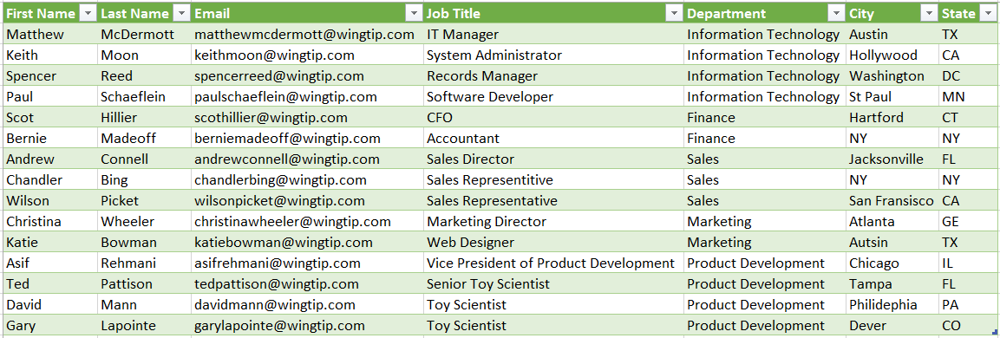 First Name Last Name Email Job Title Department City State
Matthew McDermott matthewmcdermott@wingtip.com IT Manager Information Technology Austin TX
Keith Moon keithmoon@wingtip.com System Administrator Information Technology Hollywood CA
Spencer Reed spencerreed@wingtip.com Records Manager Information Technology Washington DC
Paul Schaeflein paulschaeflein@wingtip.com Software Developer Information Technology St Paul MN
Scot Hillier scothillier@wingtip.com CFO Finance Hartford CT
Bernie Madeoff berniemadeoff@wingtip.com Accountant Finance NY NY
Andrew Connell andrewconnell@wingtip.com Sales Director Sales Jacksonville FL
Chandler Bing chandlerbing@wingtip.com Sales Representitive Sales NY NY
Wilson Picket wilsonpicket@wingtip.com Sales Representative Sales San Fransisco CA
Christina Wheeler christinawheeler@wingtip.com Marketing Director Marketing Atlanta GE
Katie Bowman katiebowman@wingtip.com Web Designer Marketing Autsin TX
Asif Rehmani asifrehmani@wingtip.com Vice President of Product Development Product Development Chicago IL
Ted Pattison tedpattison@wingtip.com Senior Toy Scientist Product Development Tampa FL
David Mann davidmann@wingtip.com Toy Scientist Product Development Philidephia PA
Gary Lapointe garylapointe@wingtip.com Toy Scientist Product Development Dever CO